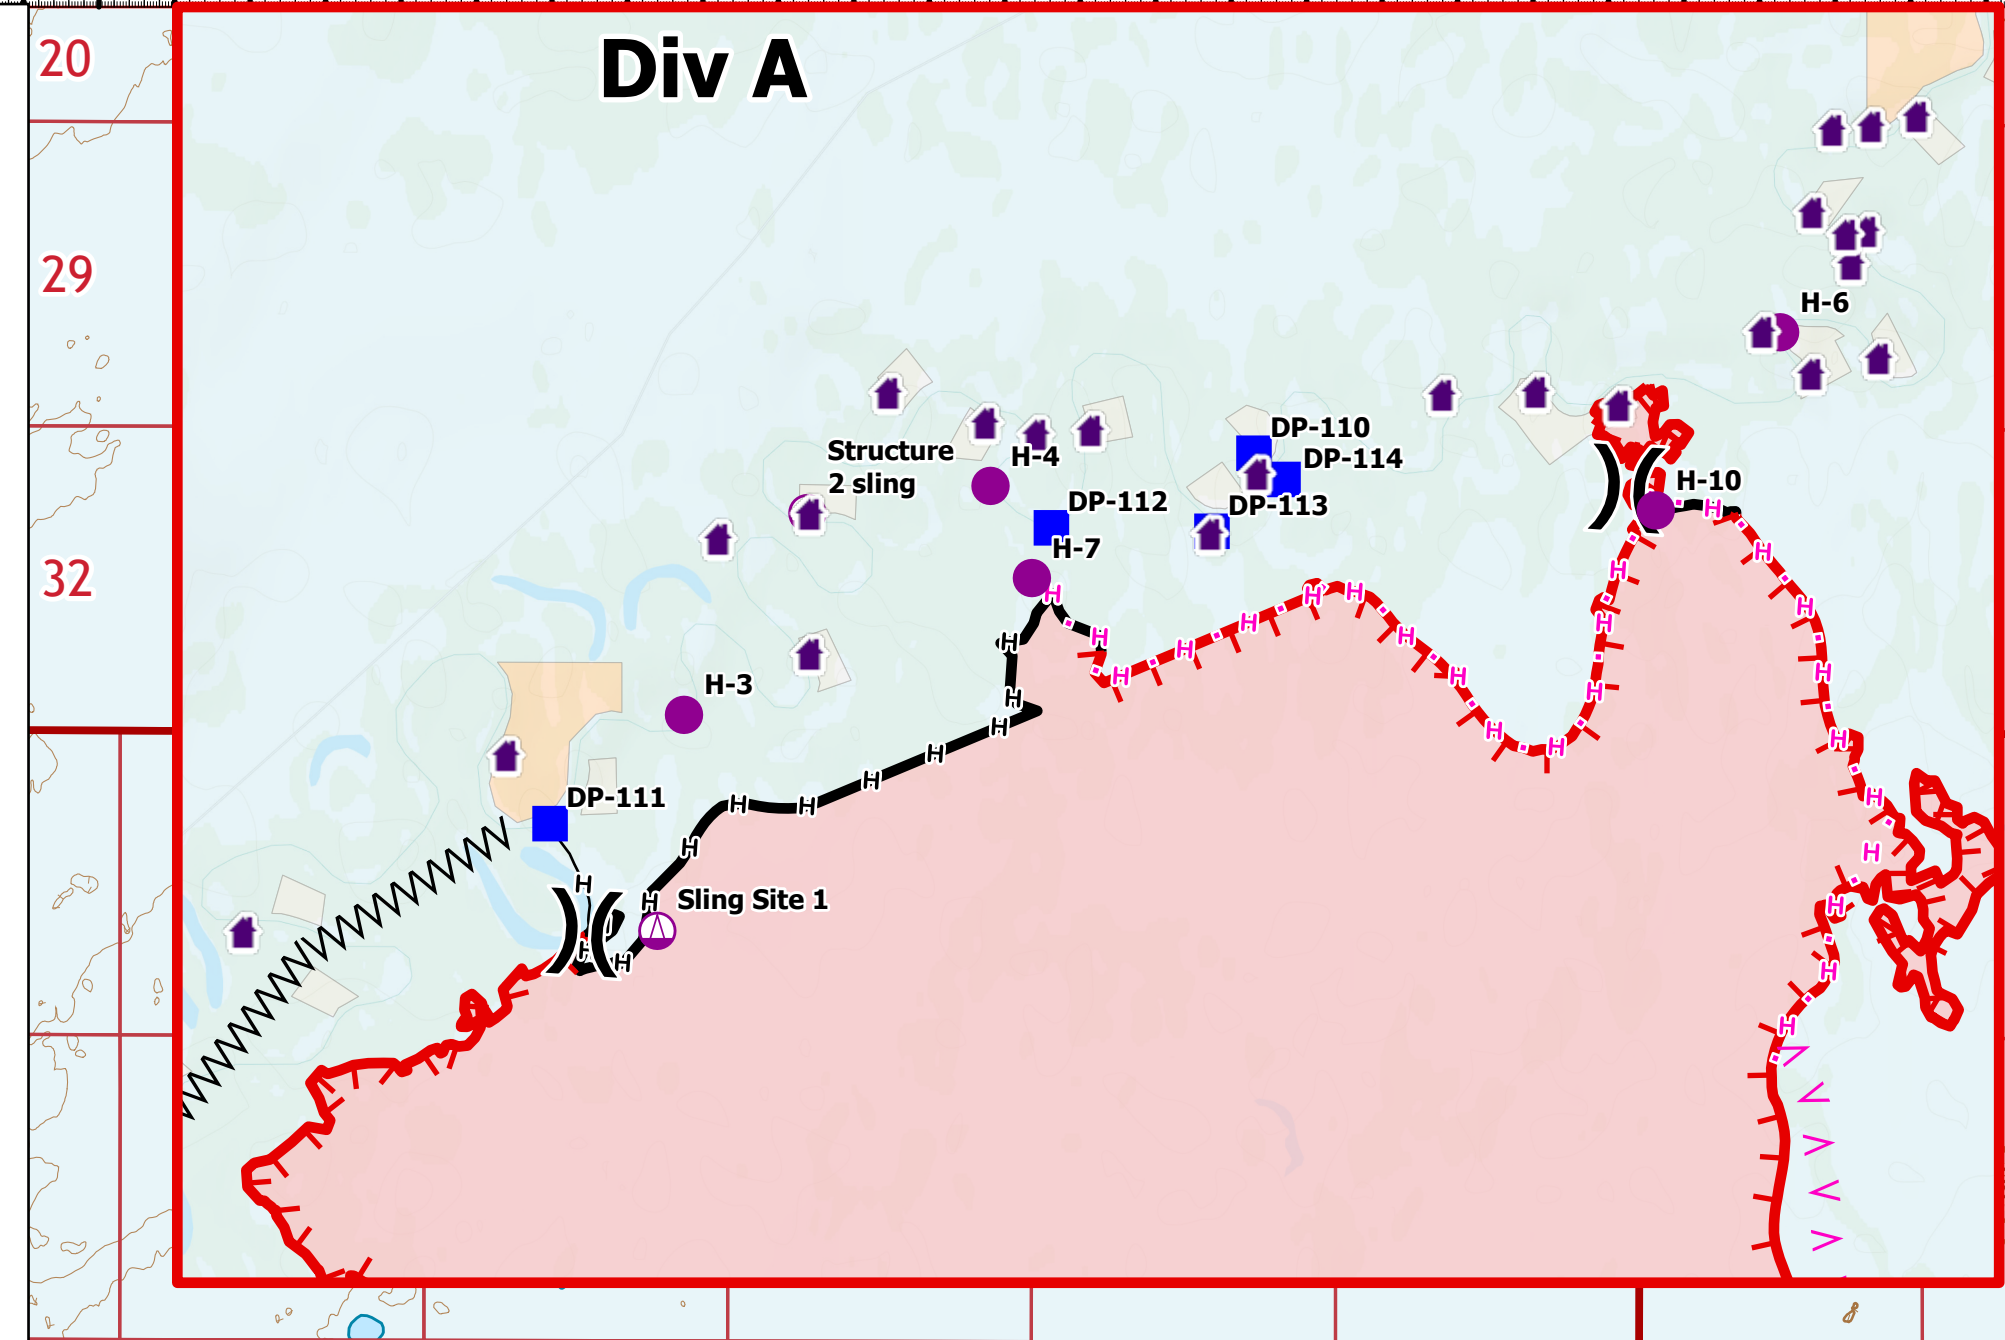 20
Div A
29
H-6
DP-110
Structure
2 sling
H-4
DP-114
H-10
DP-112
DP-113
H-7
32
H-3
DP-111
Sling Site 1